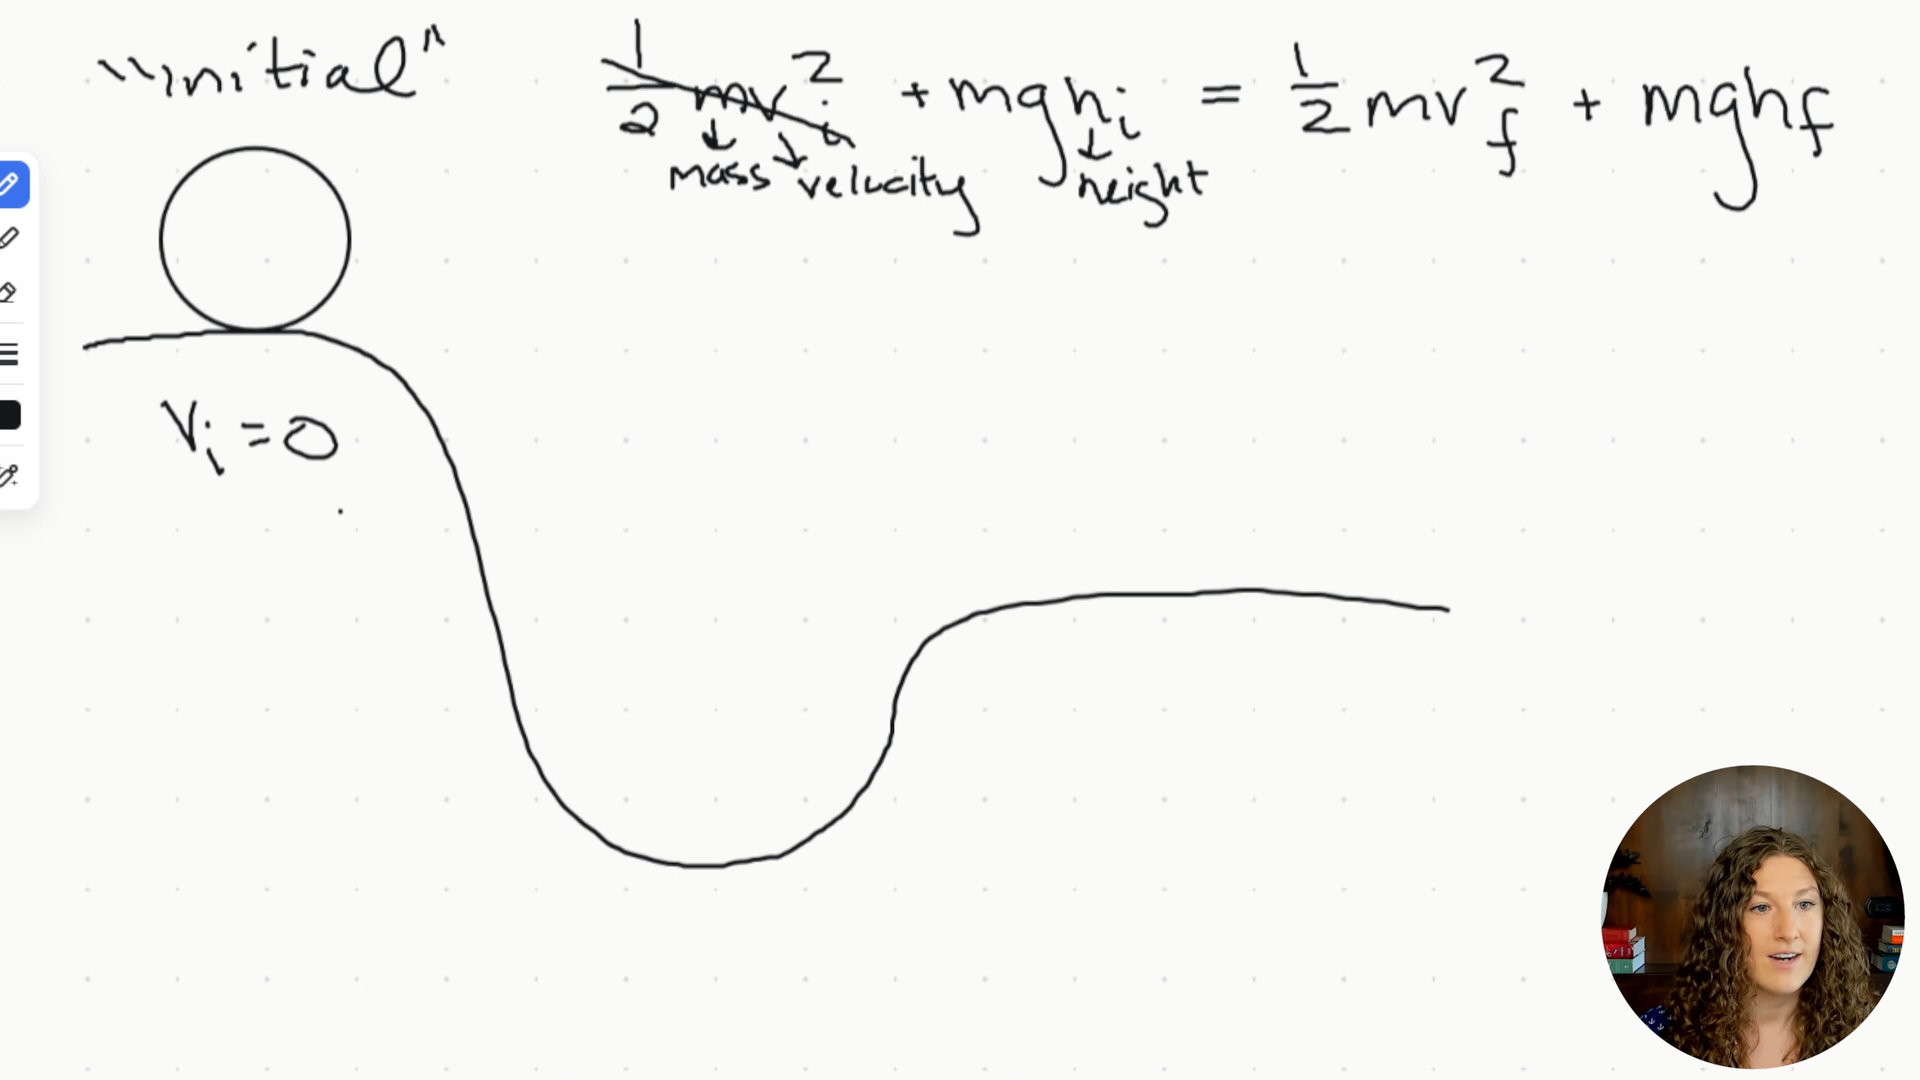 "initial"
1/2 mv_i^2 + mgh_i = 1/2 mv_f^2 + mgh_f
mass velocity height
v_i = 0